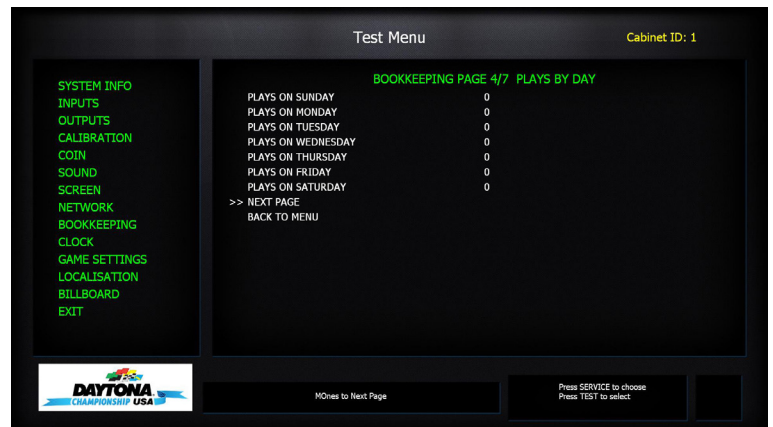 Test Menu
Cabinet ID: 1
SYSTEM INFO
INPUTS
OUTPUTS
CALIBRATION
COIN
SOUND
SCREEN
NETWORK
BOOKKEEPING
CLOCK
GAME SETTINGS
LOCALISATION
BILLBOARD
EXIT
BOOKKEEPING PAGE 4/7 PLAYS BY DAY
PLAYS ON SUNDAY 0
PLAYS ON MONDAY 0
PLAYS ON TUESDAY 0
PLAYS ON WEDNESDAY 0
PLAYS ON THURSDAY 0
PLAYS ON FRIDAY 0
PLAYS ON SATURDAY 0
>> NEXT PAGE
BACK TO MENU
DAYTONA
CHAMPIONSHIP USA
MOnes to Next Page
Press SERVICE to choose
Press TEST to select